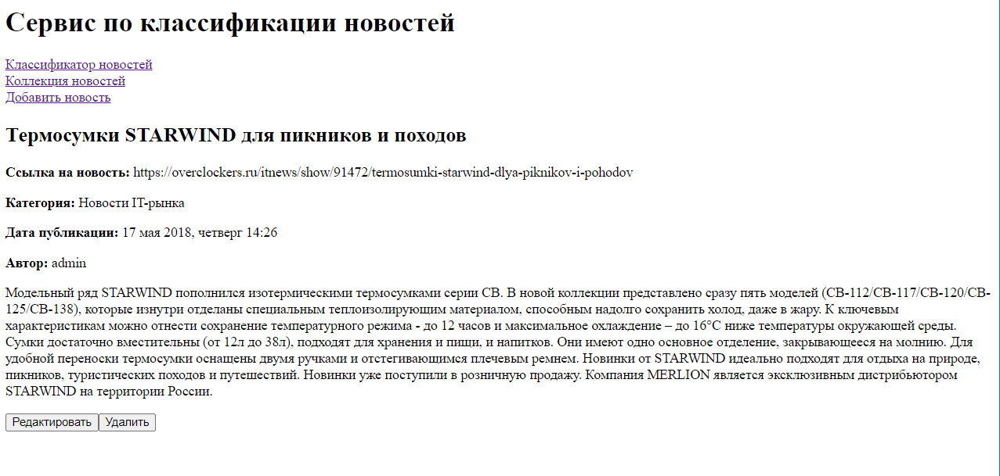 Сервис по классификации новостей
Классификатор новостей
Коллекция новостей
Добавить новость
Термосумки STARWIND для пикников и походов
Ссылка на новость: https://overclockers.ru/itnews/show/91472/termosumki-starwind-dlya-piknikov-i-pohodov
Категория: Новости IT-рынка
Дата публикации: 17 мая 2018, четверг 14:26
Автор: admin
Модельный ряд STARWIND пополнился изотермическими термосумками серии CB. В новой коллекции представлено сразу пять моделей (CB-112/CB-117/CB-120/CB-
125/CB-138), которые изнутри отделаны специальным теплоизолирующим материалом, способным надолго сохранить холод, даже в жару. К ключевым
характеристикам можно отнести сохранение температурного режима - до 12 часов и максимальное охлаждение – до 16°C ниже температуры окружающей среды.
Сумки достаточно вместительны (от 12л до 38л), подходят для хранения и пищи, и напитков. Они имеют одно основное отделение, закрывающееся на молнию. Для
удобной переноски термосумки оснащены двумя ручками и отстегивающимся плечевым ремнем. Новинки от STARWIND идеально подходят для отдыха на природе,
пикников, туристических походов и путешествий. Новинки уже поступили в розничную продажу. Компания MERLION является эксклюзивным дистрибьютором
STARWIND на территории России.
Редактировать Удалить